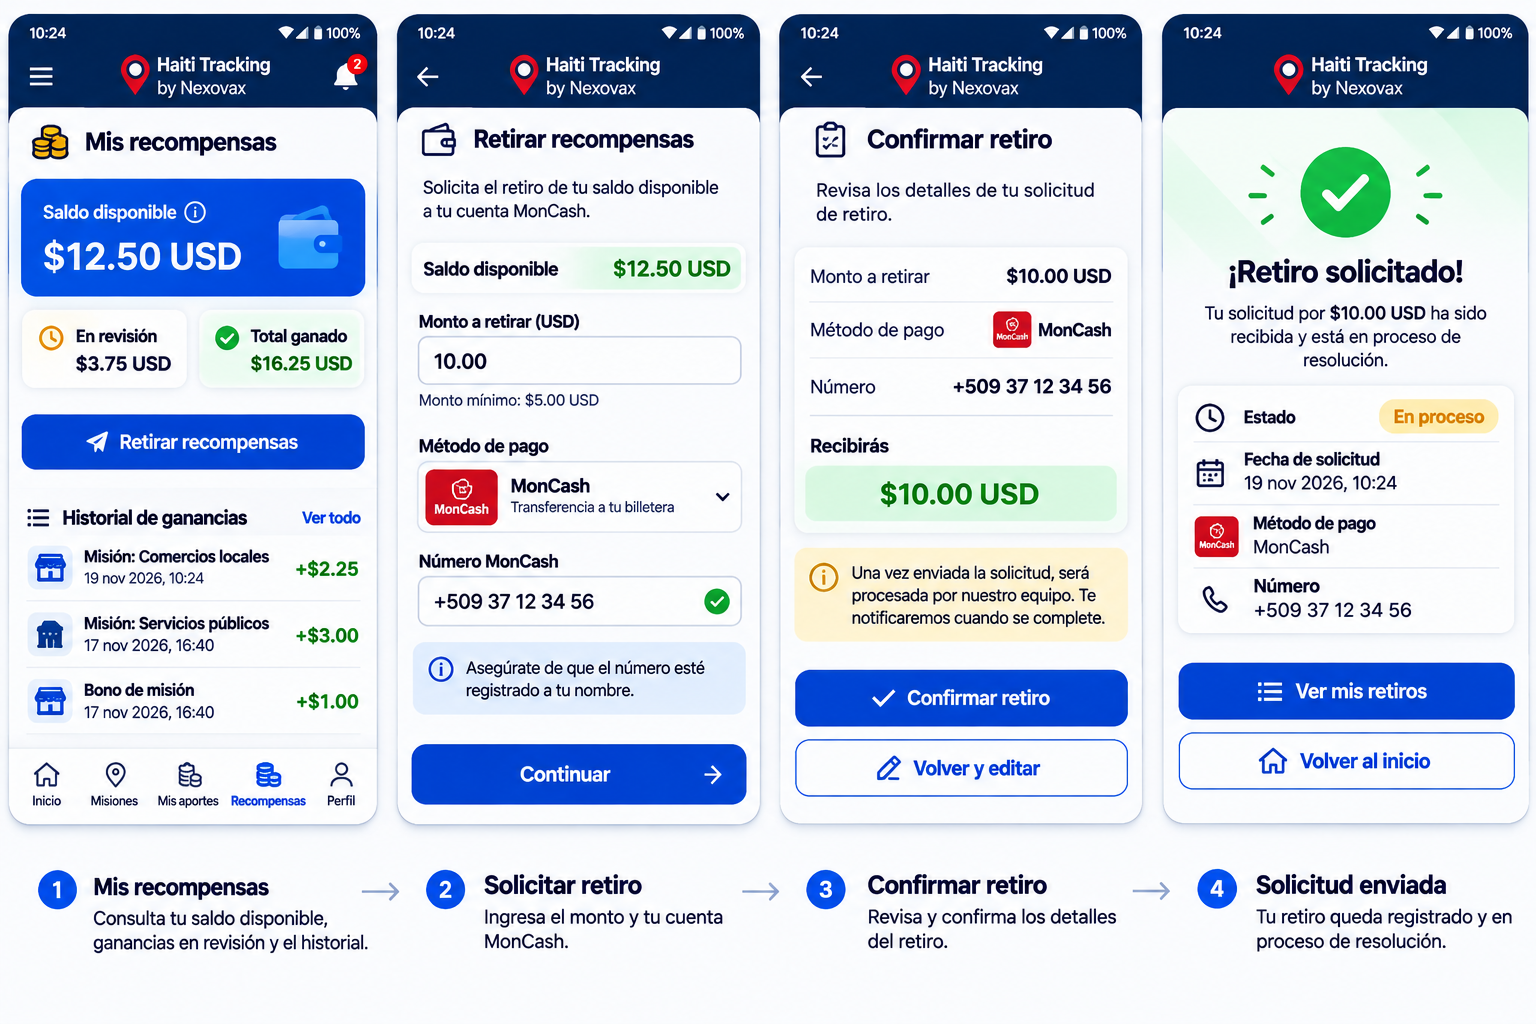 10:24
100%
Haiti Tracking
by Nexovax
2
Mis recompensas
Saldo disponible
$12.50 USD
En revisión
$3.75 USD
Total ganado
$16.25 USD
Retirar recompensas
Historial de ganancias
Ver todo
Misión: Comercios locales
19 nov 2026, 10:24
+$2.25
Misión: Servicios públicos
17 nov 2026, 16:40
+$3.00
Bono de misión
17 nov 2026, 16:40
+$1.00
Inicio
Misiones
Mis aportes
Recompensas
Perfil
10:24
100%
Haiti Tracking
by Nexovax
Retirar recompensas
Solicita el retiro de tu saldo disponible
a tu cuenta MonCash.
Saldo disponible
$12.50 USD
Monto a retirar (USD)
10.00
Monto mínimo: $5.00 USD
Método de pago
MonCash
MonCash
Transferencia a tu billetera
Número MonCash
+509 37 12 34 56
Asegúrate de que el número esté
registrado a tu nombre.
Continuar
10:24
100%
Haiti Tracking
by Nexovax
Confirmar retiro
Revisa los detalles de tu solicitud
de retiro.
Monto a retirar
$10.00 USD
Método de pago
MonCash
MonCash
Número
+509 37 12 34 56
Recibirás
$10.00 USD
Una vez enviada la solicitud, será
procesada por nuestro equipo. Te
notificaremos cuando se complete.
Confirmar retiro
Volver y editar
10:24
100%
Haiti Tracking
by Nexovax
¡Retiro solicitado!
Tu solicitud por $10.00 USD ha sido
recibida y está en proceso de
resolución.
Estado
En proceso
Fecha de solicitud
19 nov 2026, 10:24
MonCash
Método de pago
MonCash
Número
+509 37 12 34 56
Ver mis retiros
Volver al inicio
1
Mis recompensas
Consulta tu saldo disponible,
ganancias en revisión y el historial.
2
Solicitar retiro
Ingresa el monto y tu cuenta
MonCash.
3
Confirmar retiro
Revisa y confirma los detalles
del retiro.
4
Solicitud enviada
Tu retiro queda registrado y en
proceso de resolución.